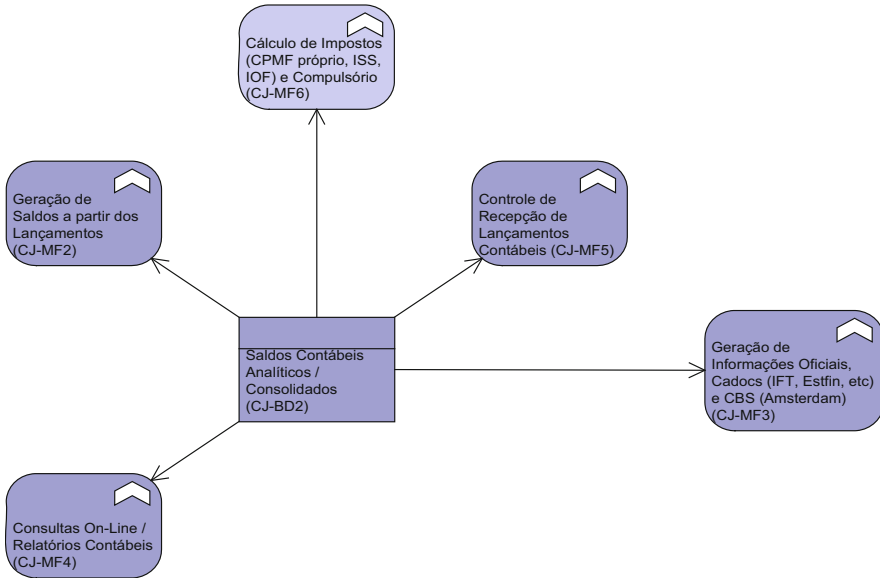 Cálculo de Impostos
(CPMF próprio, ISS,
IOF) e Compulsório
(CJ-MF6)
Geração de
Saldos a partir dos
Lançamentos
(CJ-MF2)
Controle de
Recepção de
Lançamentos
Contábeis (CJ-MF5)
Saldos Contábeis
Analíticos /
Consolidados
(CJ-BD2)
Geração de
Informações Oficiais,
Cadocs (IFT, Estfin, etc)
e CBS (Amsterdam)
(CJ-MF3)
Consultas On-Line /
Relatórios Contábeis
(CJ-MF4)